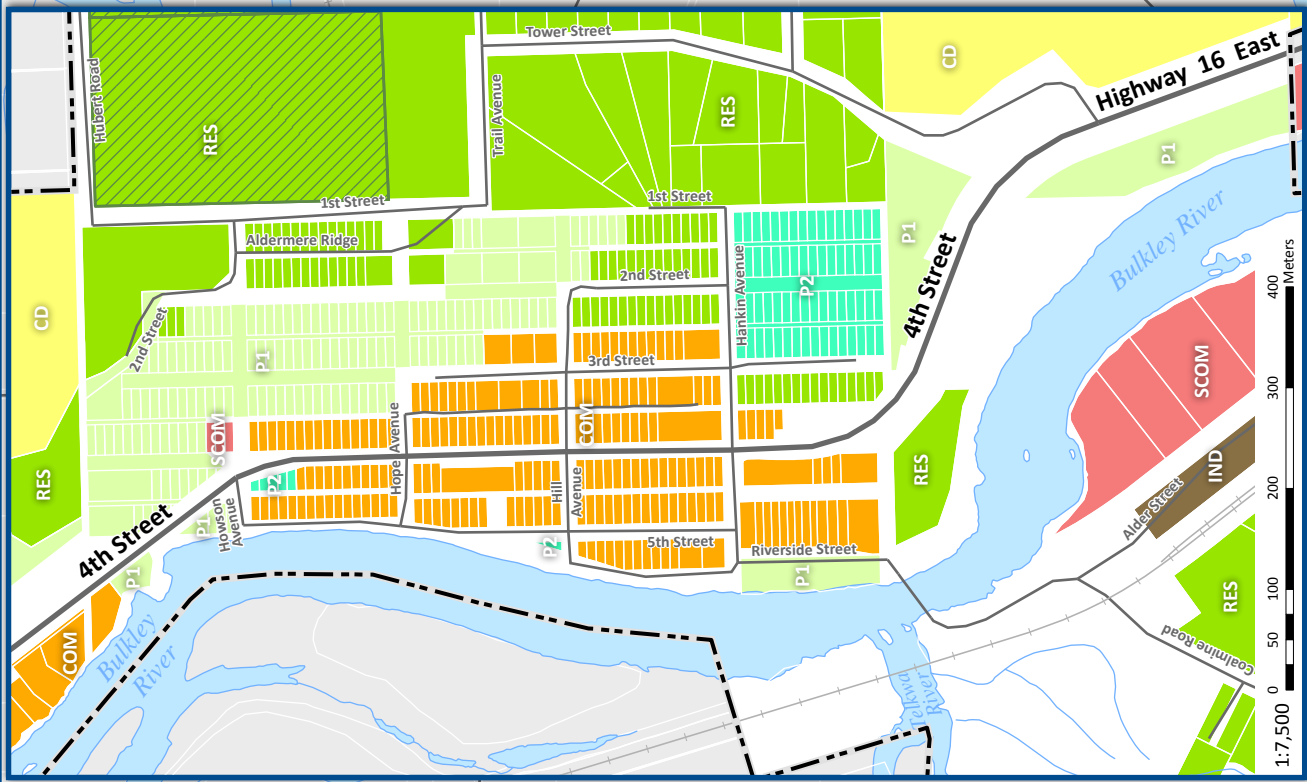 Tower Street
CD
Highway 16 East
Hubert Road
RES
Trail Avenue
RES
P1
1st Street
1st Street
Aldermere Ridge
P1
Bulkley River
2nd Street
Hankin Avenue
P2
4th Street
CD
2nd Street
P1
3rd Street
SCOM
COM
SCOM
Hope Avenue
RES
P2
Hill
Avenue
RES
IND
4th Street
P1
Howson
Avenue
Alder Street
P2
5th Street
Riverside Street
P1
P1
RES
COM
Bulkley
River
Coalmine Road
Telkwa
River
1:7,500
0
50
100
200
300
400
Meters